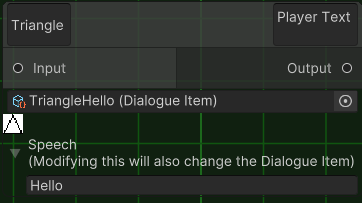 Triangle
Player Text
Input
Output
TriangleHello (Dialogue Item)
Speech
(Modifying this will also change the Dialogue Item)
Hello